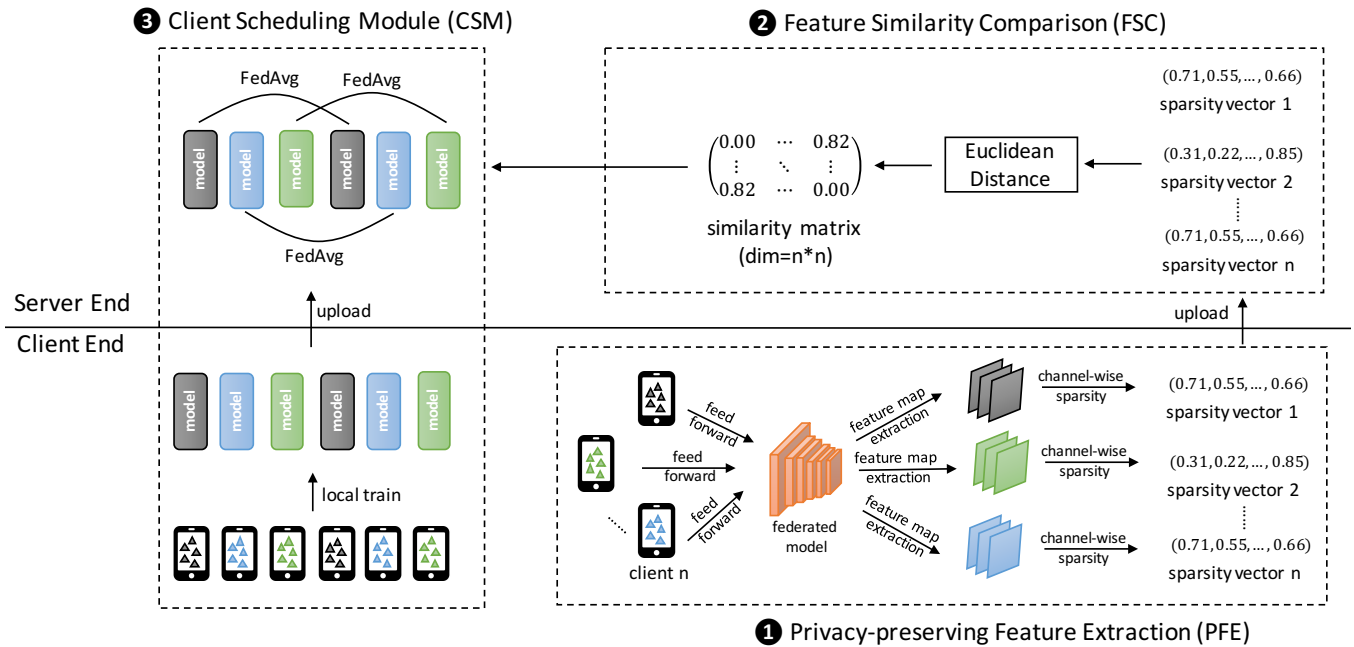 ❸ Client Scheduling Module (CSM)
FedAvg
FedAvg
model
model
model
model
model
model
FedAvg
upload
Server End
Client End
model
model
model
model
model
model
local train
❷ Feature Similarity Comparison (FSC)
(0.71,0.55, ... , 0.66)
sparsity vector 1
(0.31,0.22, ... , 0.85)
sparsity vector 2
(0.71,0.55, ... , 0.66)
sparsity vector n
Euclidean
Distance
0.00 ⋯ 0.82
⋮ ⋱ ⋮
0.82 ⋯ 0.00
similarity matrix
(dim=n*n)
upload
feed
forward
feed
forward
feed
forward
client n
federated
model
feature map
extraction
feature map
extraction
feature map
extraction
channel-wise
sparsity
channel-wise
sparsity
channel-wise
sparsity
(0.71,0.55, ... , 0.66)
sparsity vector 1
(0.31,0.22, ... , 0.85)
sparsity vector 2
(0.71,0.55, ... , 0.66)
sparsity vector n
❶ Privacy-preserving Feature Extraction (PFE)